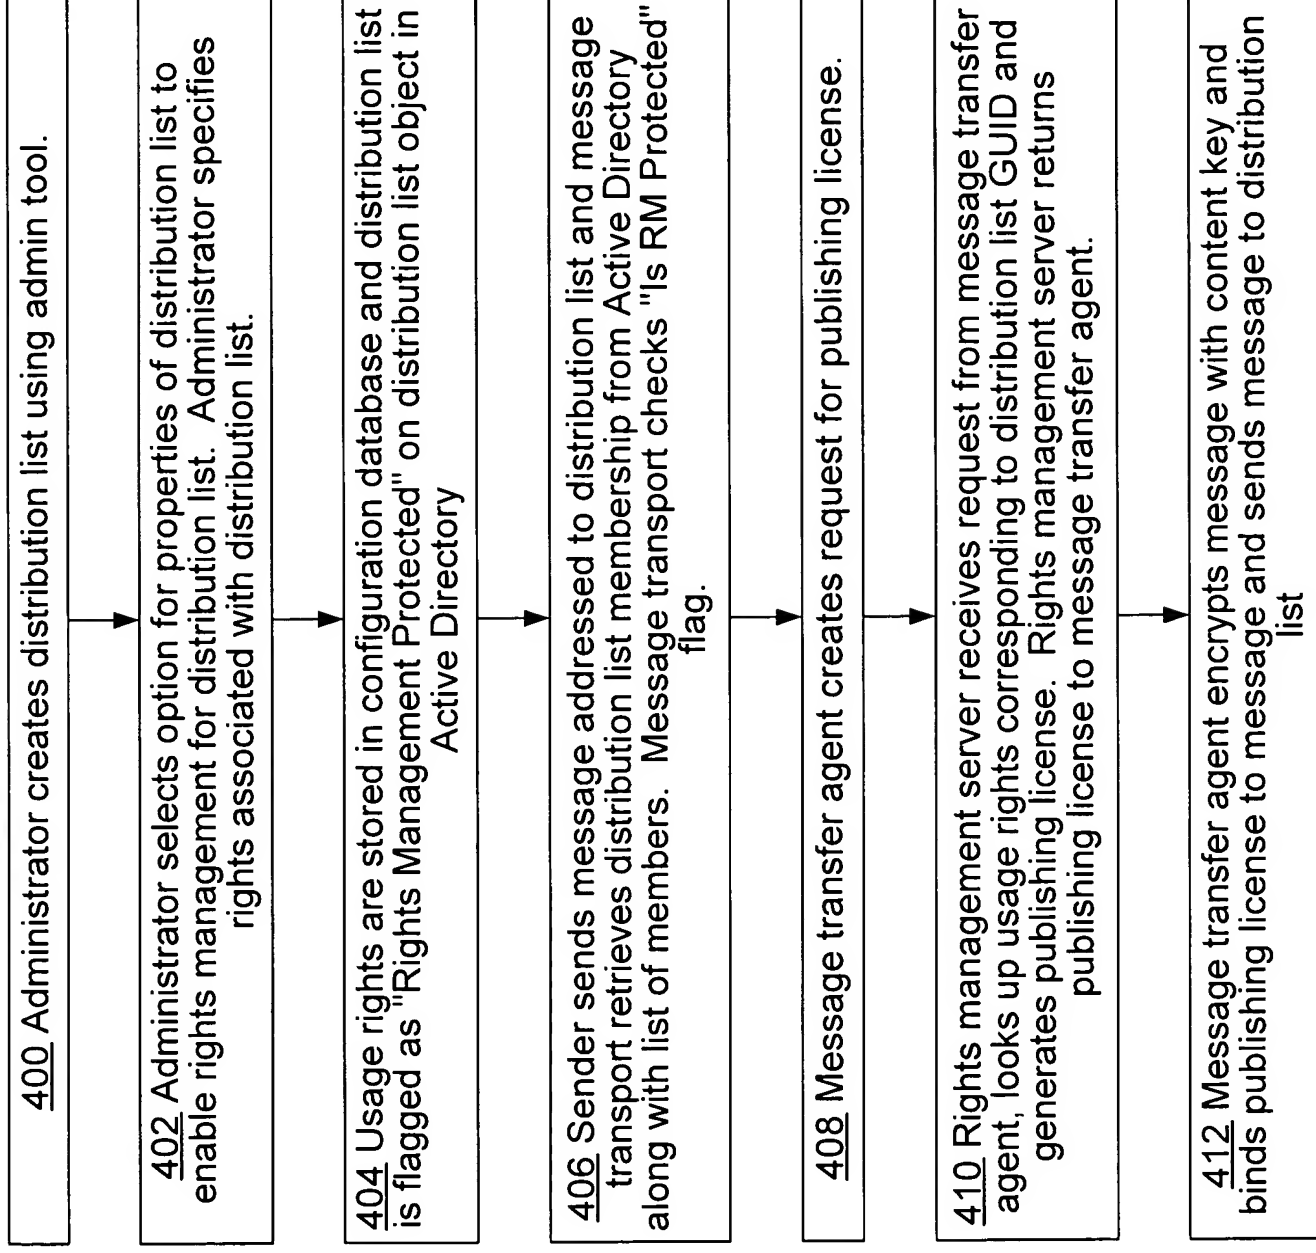 400 Administrator creates distribution list using admin tool.
402 Administrator selects option for properties of distribution list to
enable rights management for distribution list. Administrator specifies
rights associated with distribution list.
404 Usage rights are stored in configuration database and distribution list
is flagged as "Rights Management Protected" on distribution list object in
Active Directory
406 Sender sends message addressed to distribution list and message
transport retrieves distribution list membership from Active Directory
along with list of members. Message transport checks "Is RM Protected"
flag.
408 Message transfer agent creates request for publishing license.
410 Rights management server receives request from message transfer
agent, looks up usage rights corresponding to distribution list GUID and
generates publishing license. Rights management server returns
publishing license to message transfer agent.
412 Message transfer agent encrypts message with content key and
binds publishing license to message and sends message to distribution
list